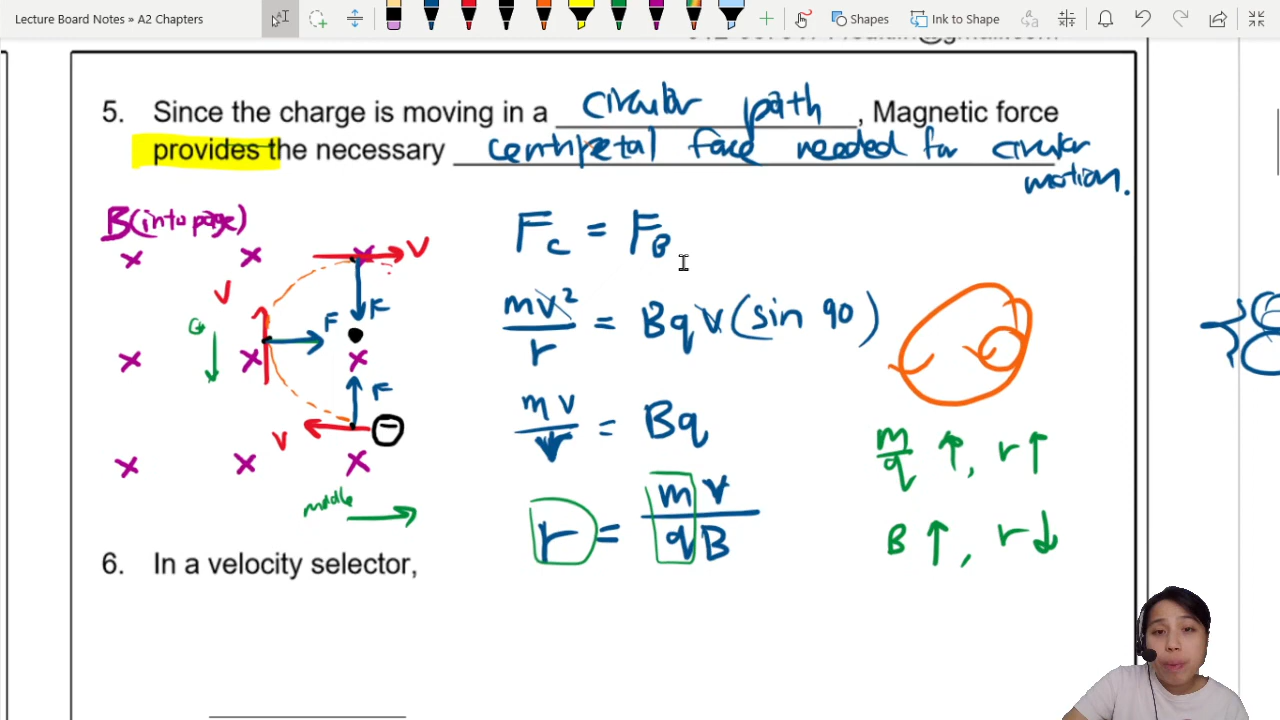 Lecture Board Notes » A2 Chapters
Shapes
Ink to Shape
5. Since the charge is moving in a circular path, Magnetic force
provides the necessary centripetal force needed for circular
motion.
B(into page)
F_C = F_B
V
F
mv²/r = Bqv(sin 90)
V
F
F
V
mv/r = Bq
m/q ↑, r↑
middle
r = mv/qB
B ↑, r↓
6. In a velocity selector,